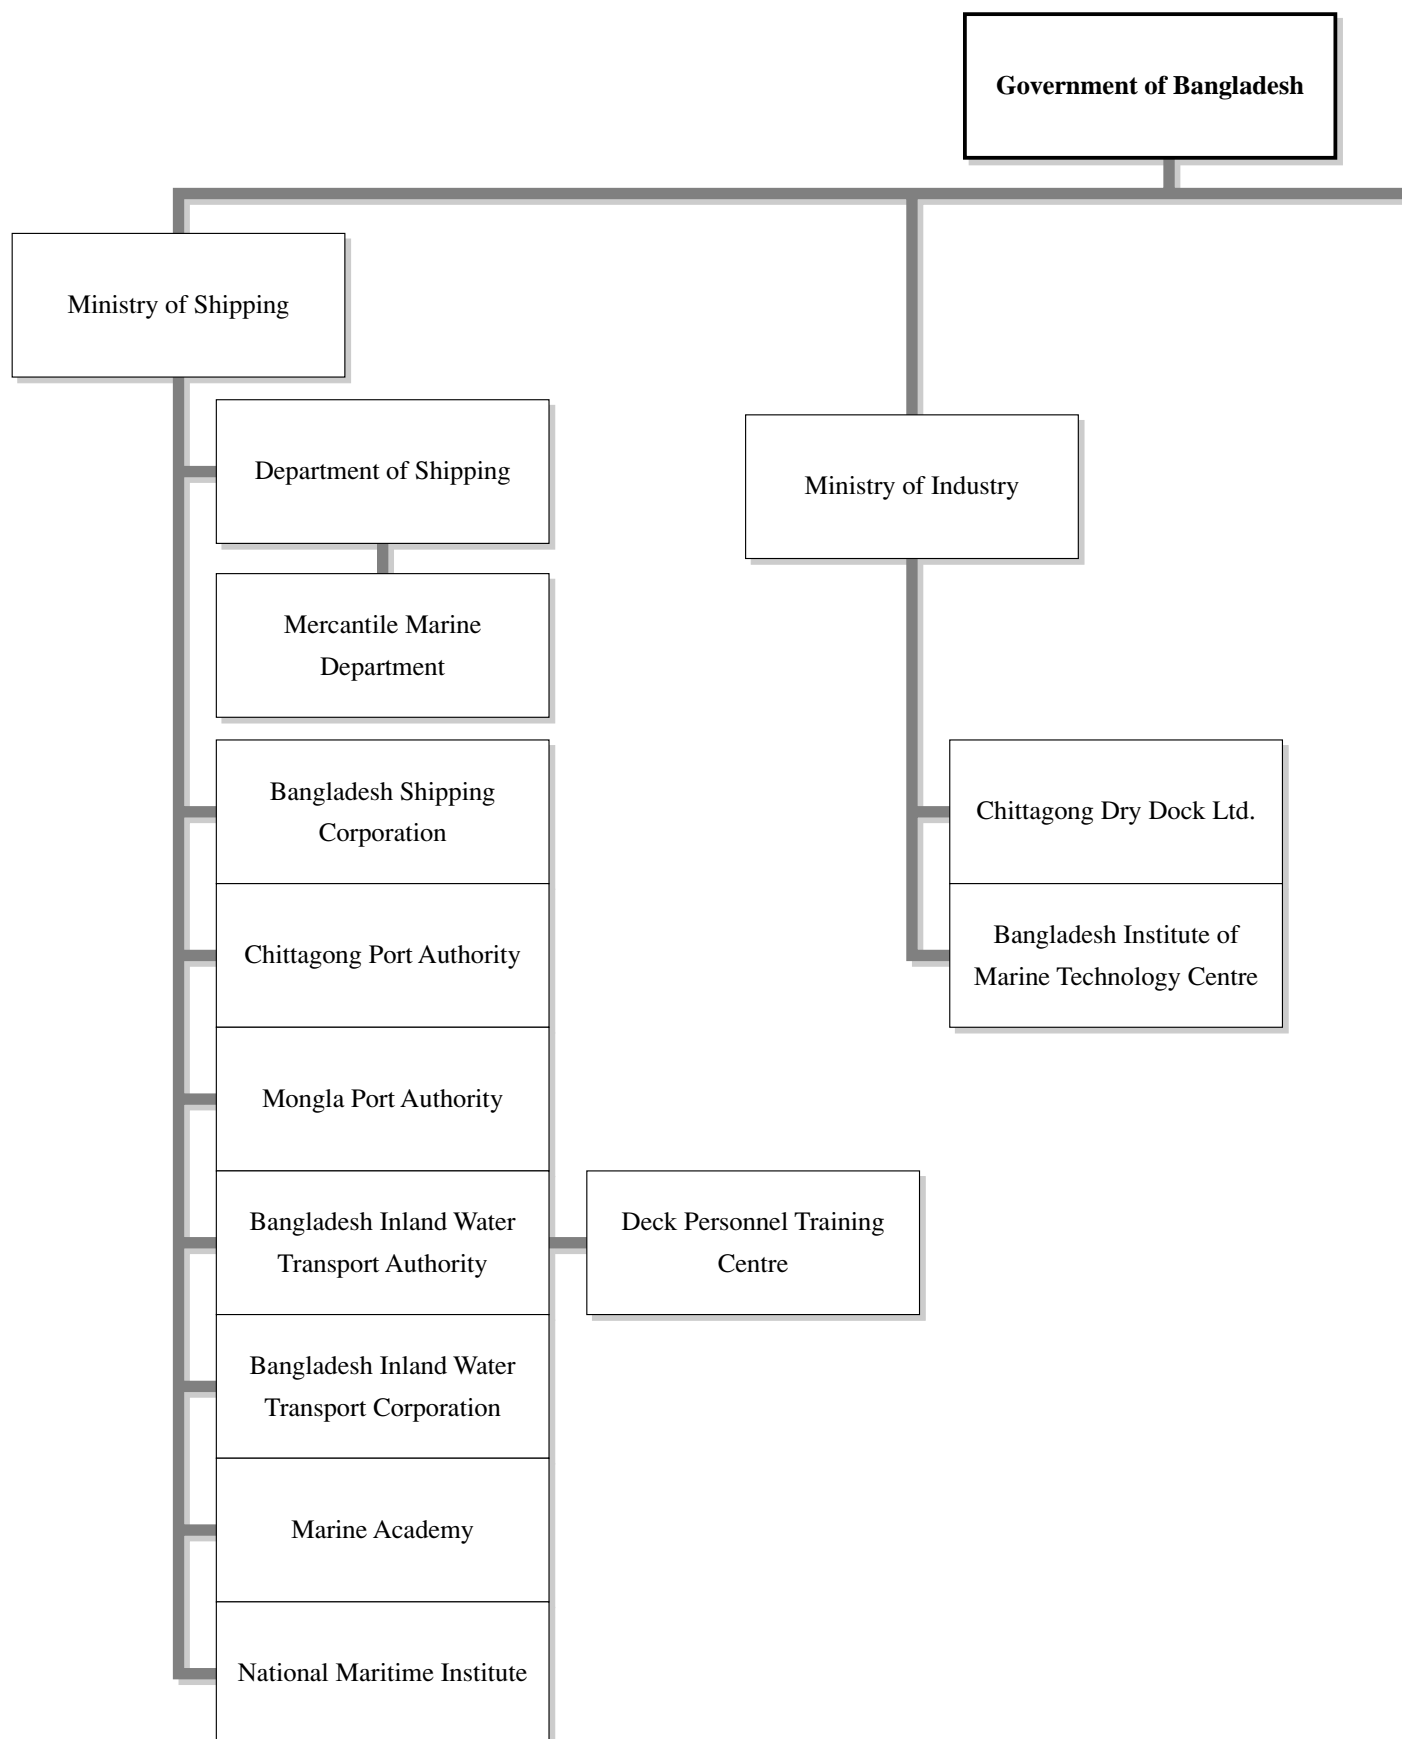 Government of Bangladesh
Ministry of Shipping
Department of Shipping
Ministry of Industry
Mercantile Marine
Department
Bangladesh Shipping
Corporation
Chittagong Dry Dock Ltd.
Chittagong Port Authority
Bangladesh Institute of
Marine Technology Centre
Mongla Port Authority
Bangladesh Inland Water
Transport Authority
Deck Personnel Training
Centre
Bangladesh Inland Water
Transport Corporation
Marine Academy
National Maritime Institute